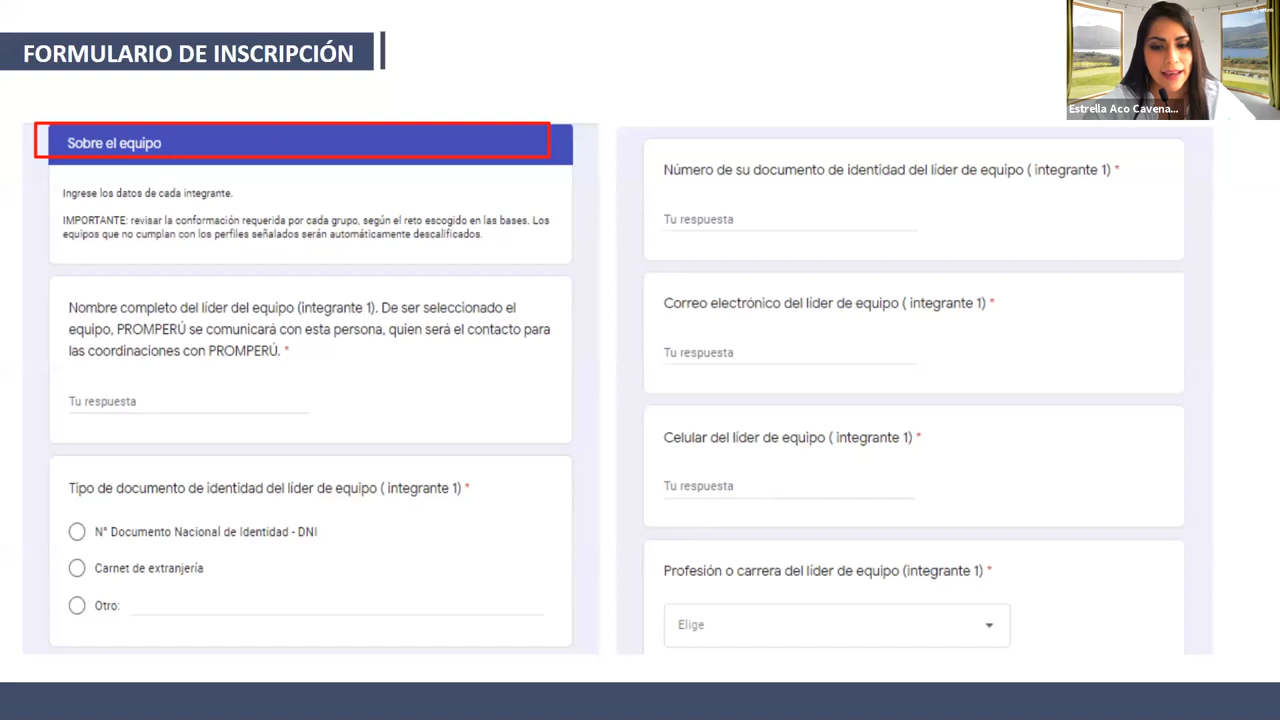 FORMULARIO DE INSCRIPCIÓN
Estrella Aco Cavena...
Sobre el equipo
Ingrese los datos de cada integrante.
IMPORTANTE: revisar la conformación requerida por cada grupo, según el reto escogido en las bases. Los
equipos que no cumplan con los perfiles señalados serán automáticamente descalificados.
Nombre completo del líder del equipo (integrante 1). De ser seleccionado el
equipo, PROMPERÚ se comunicará con esta persona, quien será el contacto para
las coordinaciones con PROMPERÚ. *
Tu respuesta
Tipo de documento de identidad del líder de equipo ( integrante 1) *
N° Documento Nacional de Identidad - DNI
Carnet de extranjería
Otro:
Número de su documento de identidad del líder de equipo ( integrante 1) *
Tu respuesta
Correo electrónico del líder de equipo ( integrante 1) *
Tu respuesta
Celular del líder de equipo ( integrante 1) *
Tu respuesta
Profesión o carrera del líder de equipo (integrante 1) *
Elige